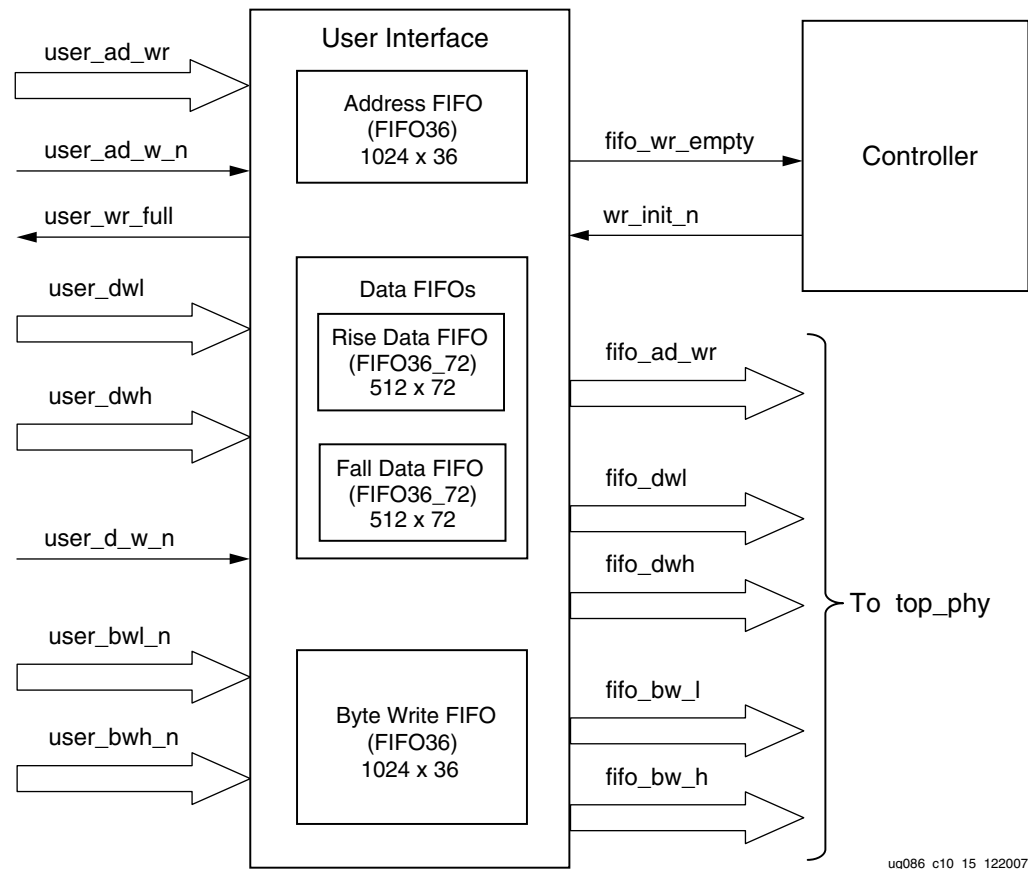 user_ad_wr
user_ad_w_n
user_wr_full
user_dwl
user_dwh
user_d_w_n
user_bwl_n
user_bwh_n
User Interface
Address FIFO
(FIFO36)
1024 x 36
Data FIFOs
Rise Data FIFO
(FIFO36_72)
512 x 72
Fall Data FIFO
(FIFO36_72)
512 x 72
Byte Write FIFO
(FIFO36)
1024 x 36
fifo_wr_empty
wr_init_n
Controller
fifo_ad_wr
fifo_dwl
fifo_dwh
fifo_bw_l
fifo_bw_h
To top_phy
ug086_c10_15_122007